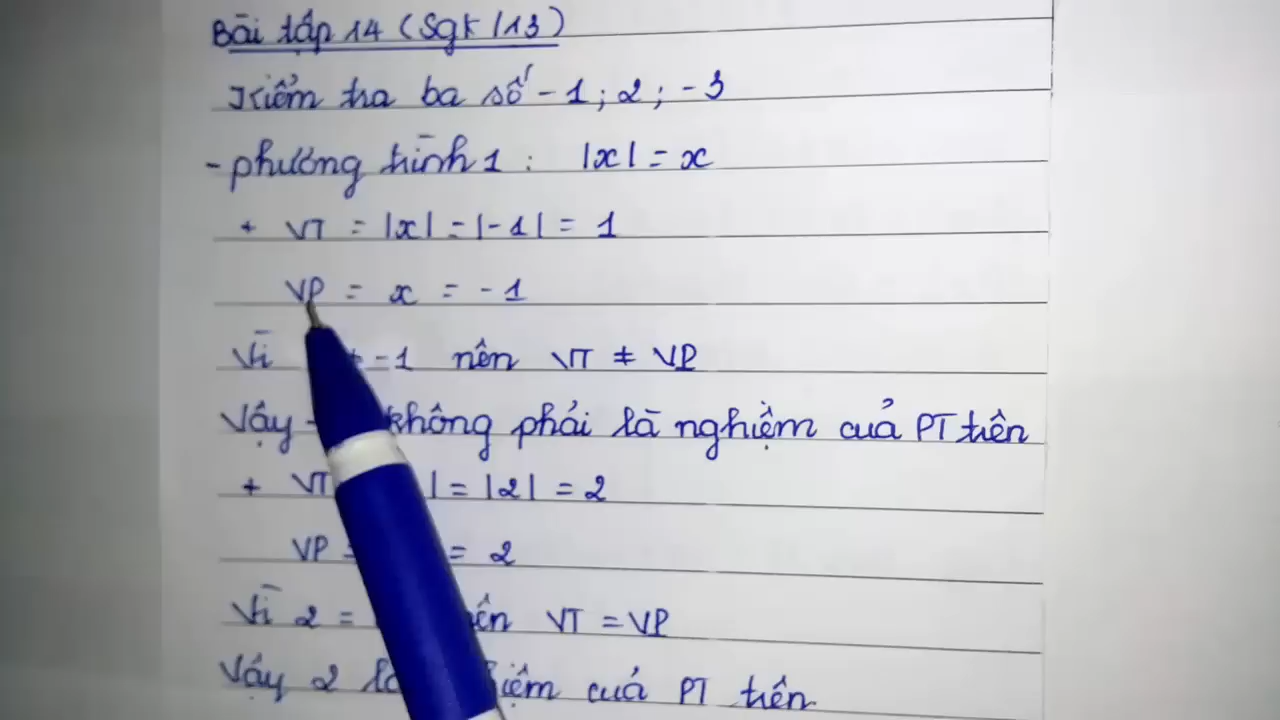 Bài tập 14 (Sgk/13)
Kiểm tra ba số -1; 2; -3
- phương trình 1 : |x| = x
+ VT = |x| = |-1| = 1
VP = x = -1
Vì ≠ -1 nên VT ≠ VP
Vậy - không phải là nghiệm của PT trên
+ VT | = |2| = 2
VP = = 2
Vì 2 = nên VT = VP
Vậy 2 là nghiệm của PT trên